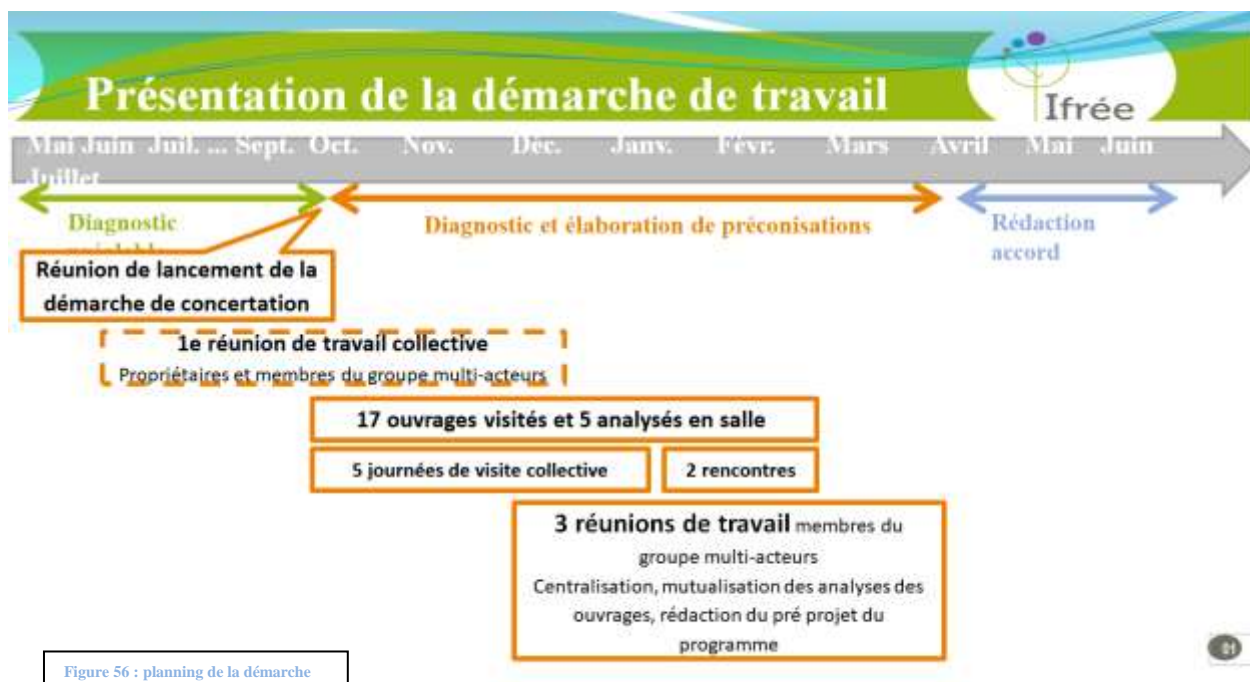 Présentation de la démarche de travail
Ifrée
Mai Juin Juil. ... Sept. Oct. Nov. Déc. Janv. Févr. Mars Avril Mai Juin
Juillet
Diagnostic
Diagnostic et élaboration de préconisations
Rédaction
accord
Réunion de lancement de la
démarche de concertation
1e réunion de travail collective
Propriétaires et membres du groupe multi-acteurs
17 ouvrages visités et 5 analysés en salle
5 journées de visite collective
2 rencontres
3 réunions de travail membres du
groupe multi-acteurs
Centralisation, mutualisation des analyses des
ouvrages, rédaction du pré projet du
programme
Figure 56 : planning de la démarche